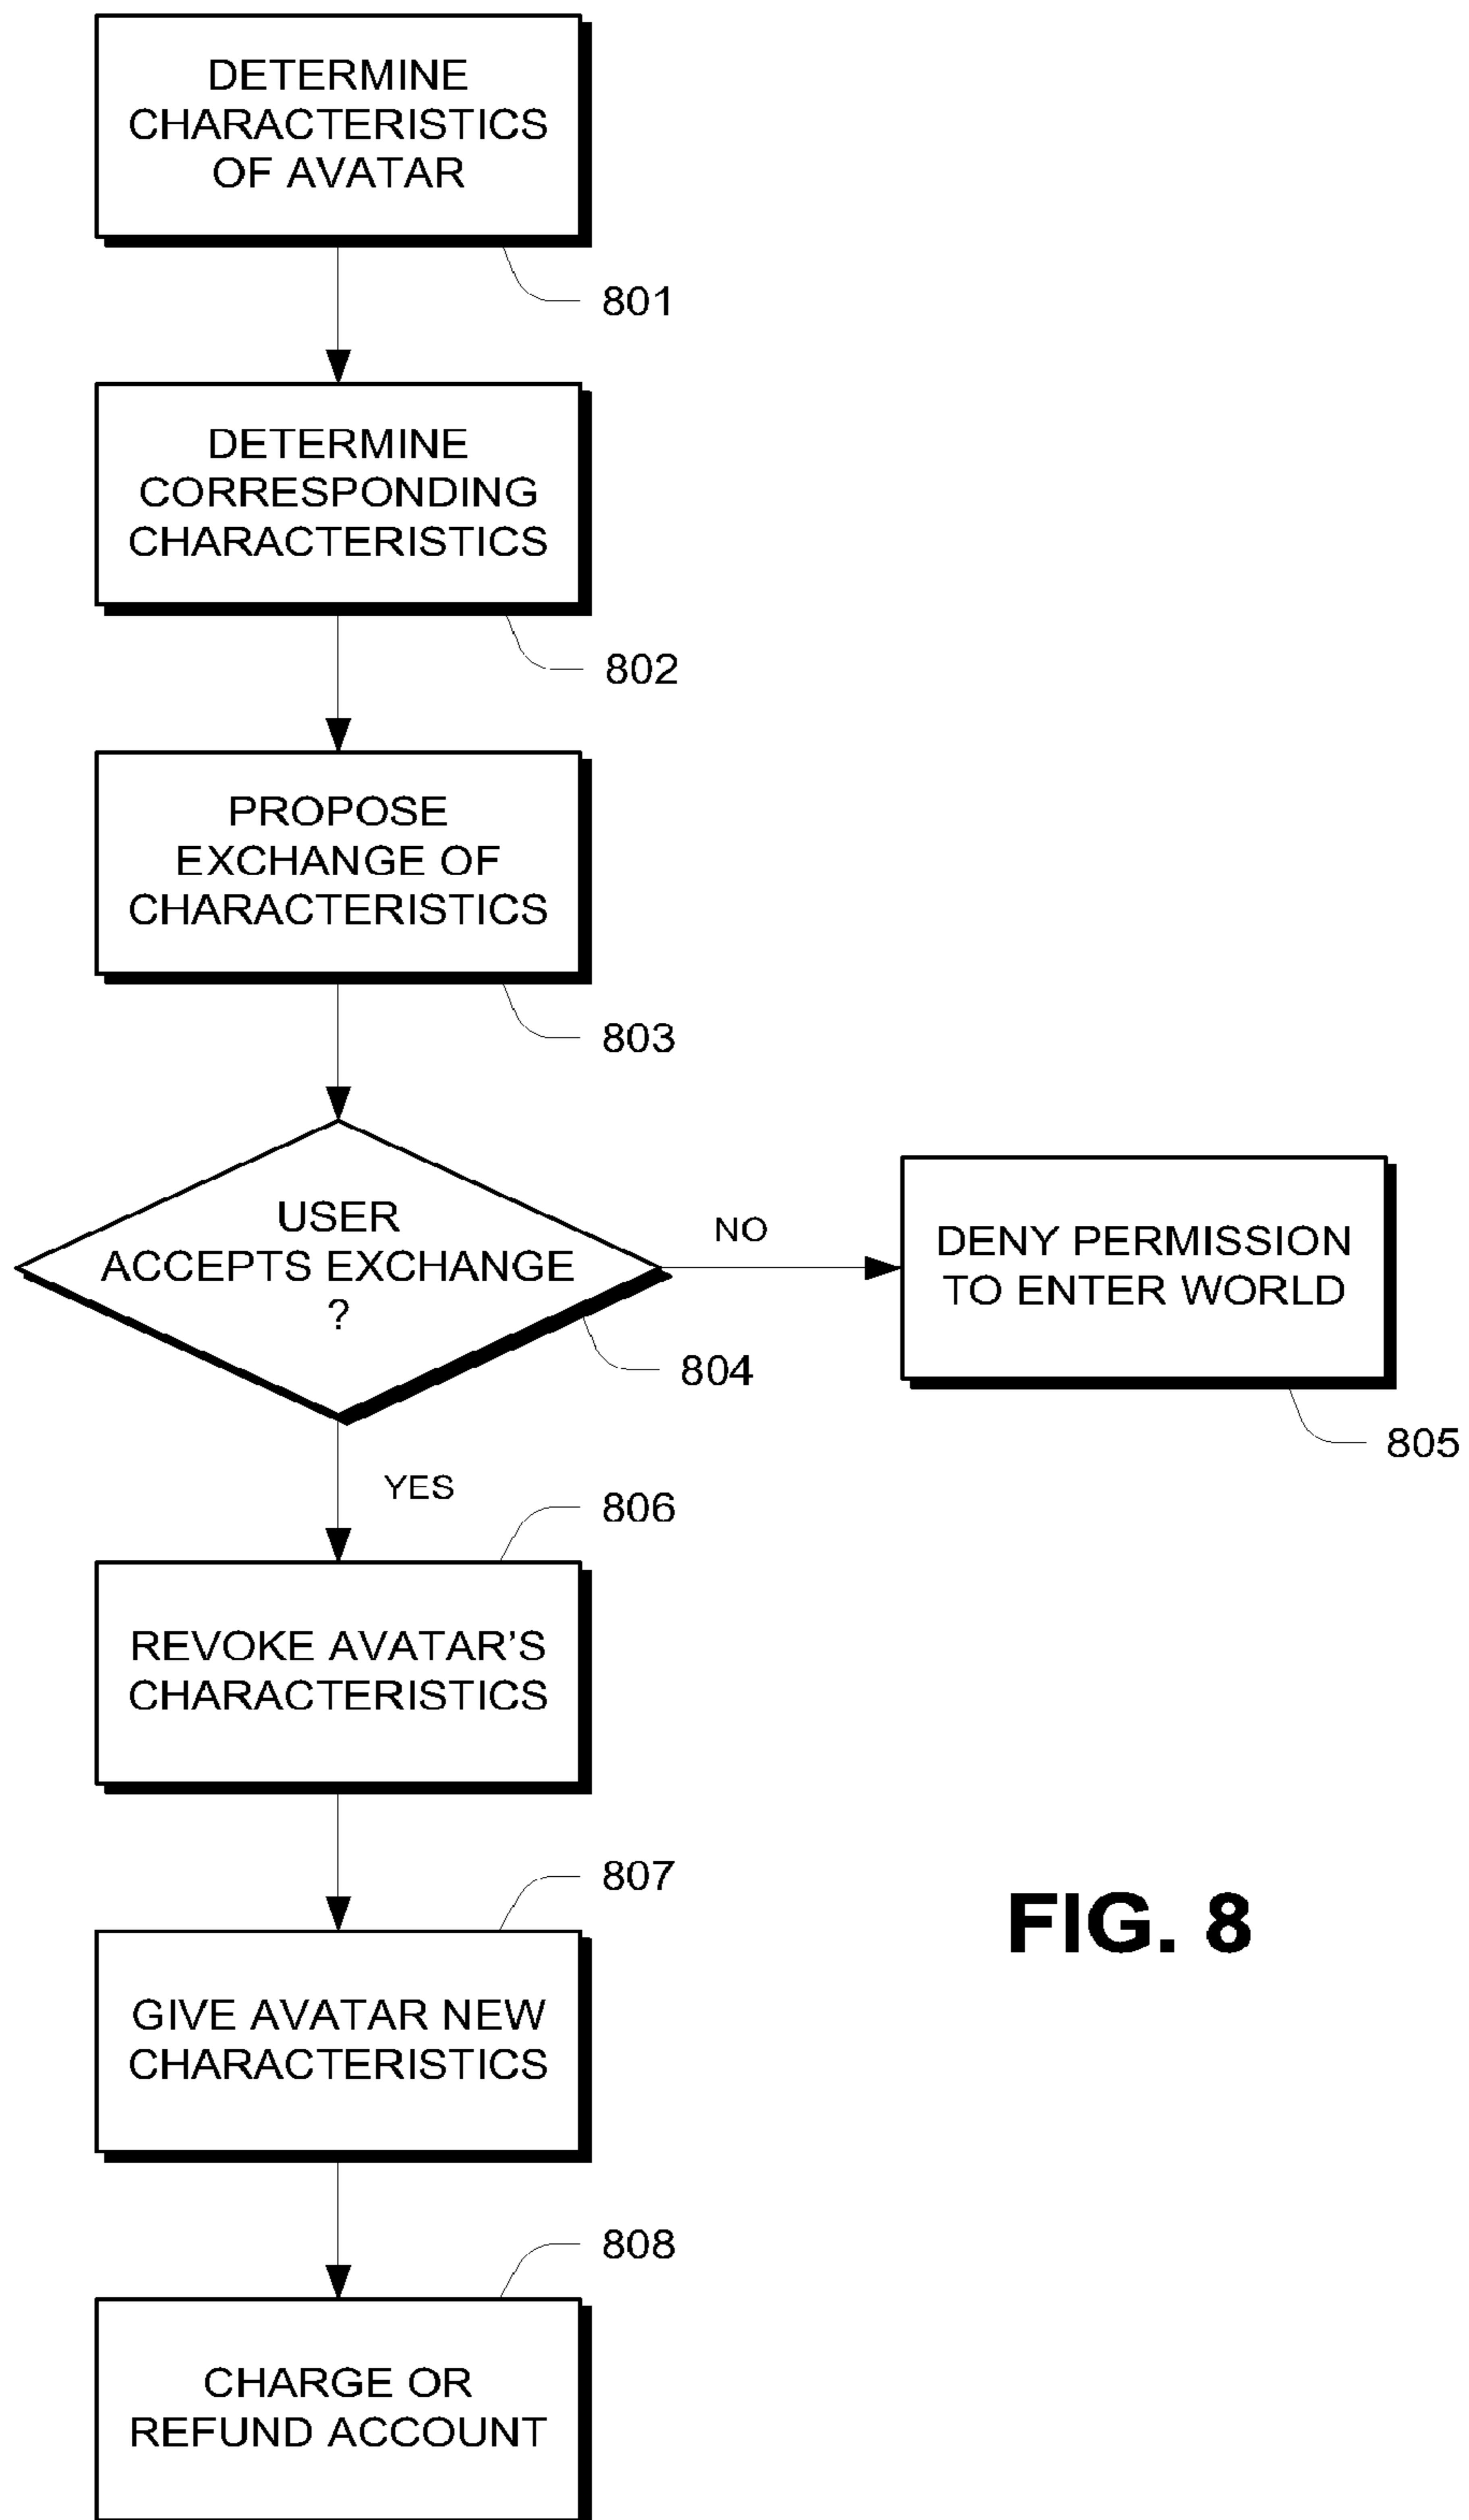 DETERMINE
CHARACTERISTICS
OF AVATAR
801
DETERMINE
CORRESPONDING
CHARACTERISTICS
802
PROPOSE
EXCHANGE OF
CHARACTERISTICS
803
USER
ACCEPTS EXCHANGE
?
804
NO
DENY PERMISSION
TO ENTER WORLD
805
YES
806
REVOKE AVATAR'S
CHARACTERISTICS
807
GIVE AVATAR NEW
CHARACTERISTICS
808
CHARGE OR
REFUND ACCOUNT
FIG. 8